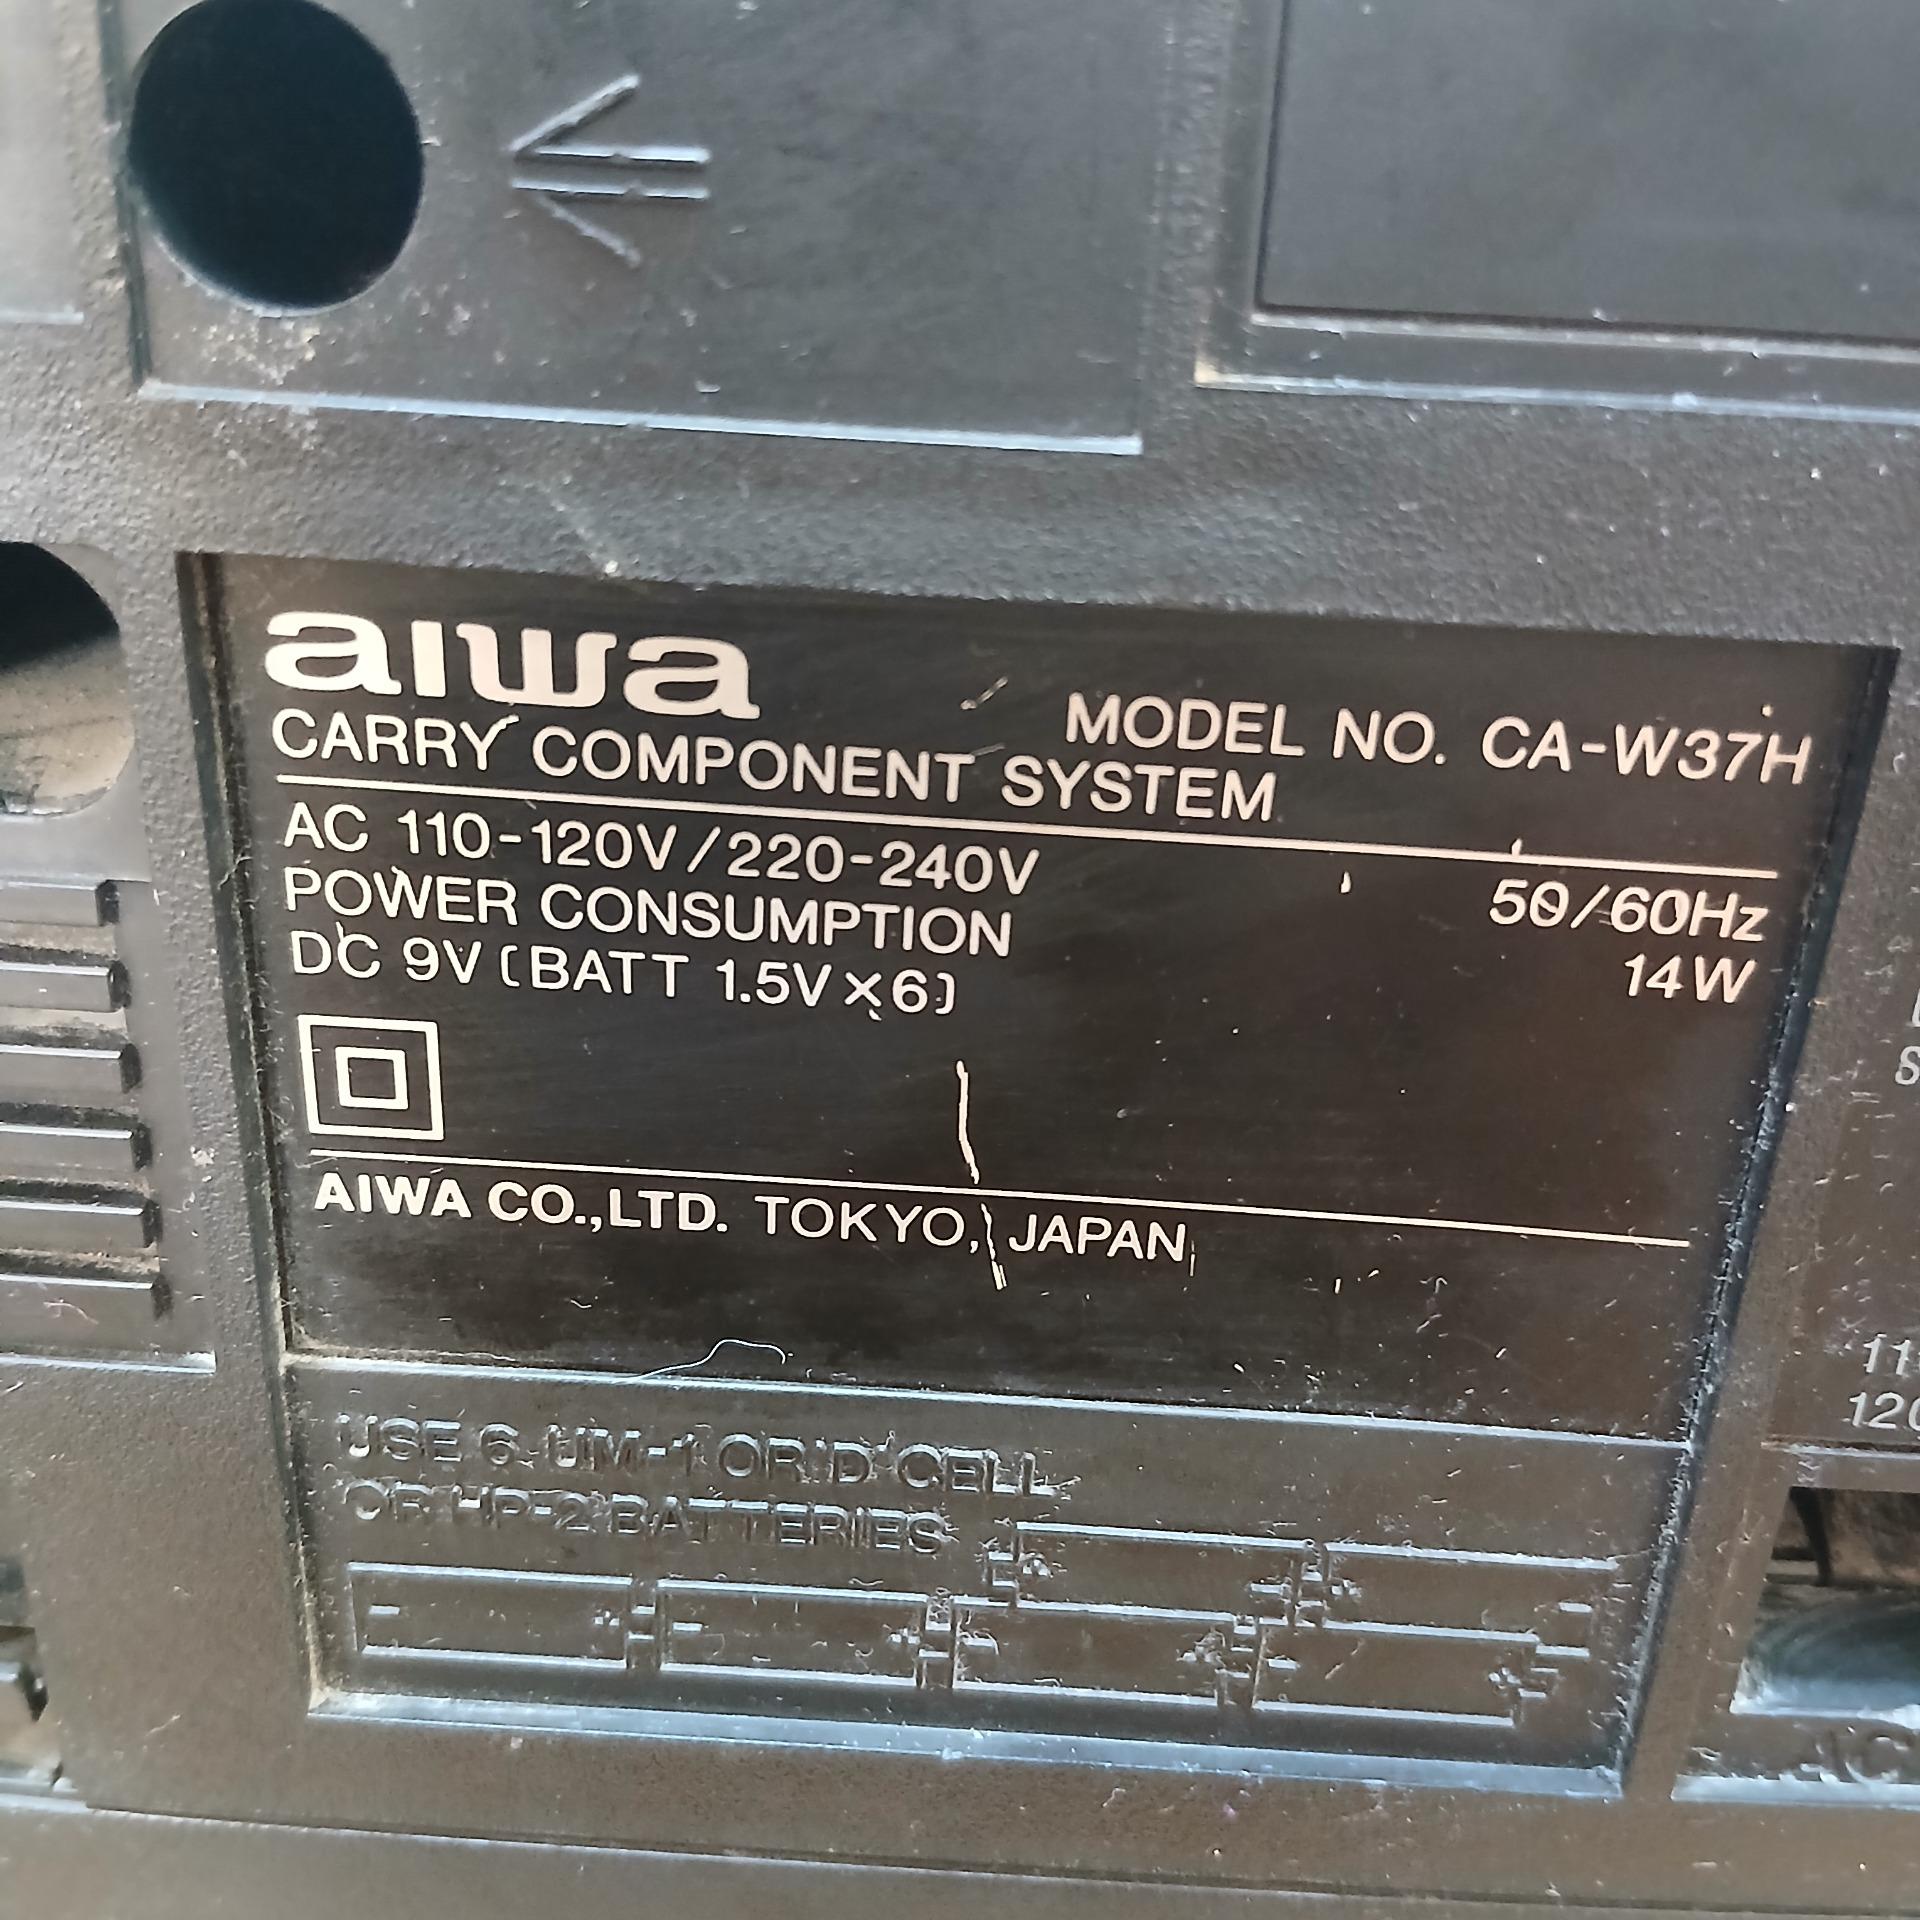 aiwa
MODEL NO. CA-W37H
CARRY COMPONENT SYSTEM
AC 110-120V/220-240V 50/60Hz
POWER CONSUMPTION 14W
DC 9V (BATT 1.5V×6)
AIWA CO.,LTD. TOKYO, JAPAN
USE 6 UM-1 OR D CELL
OR HP-2 BATTERIES